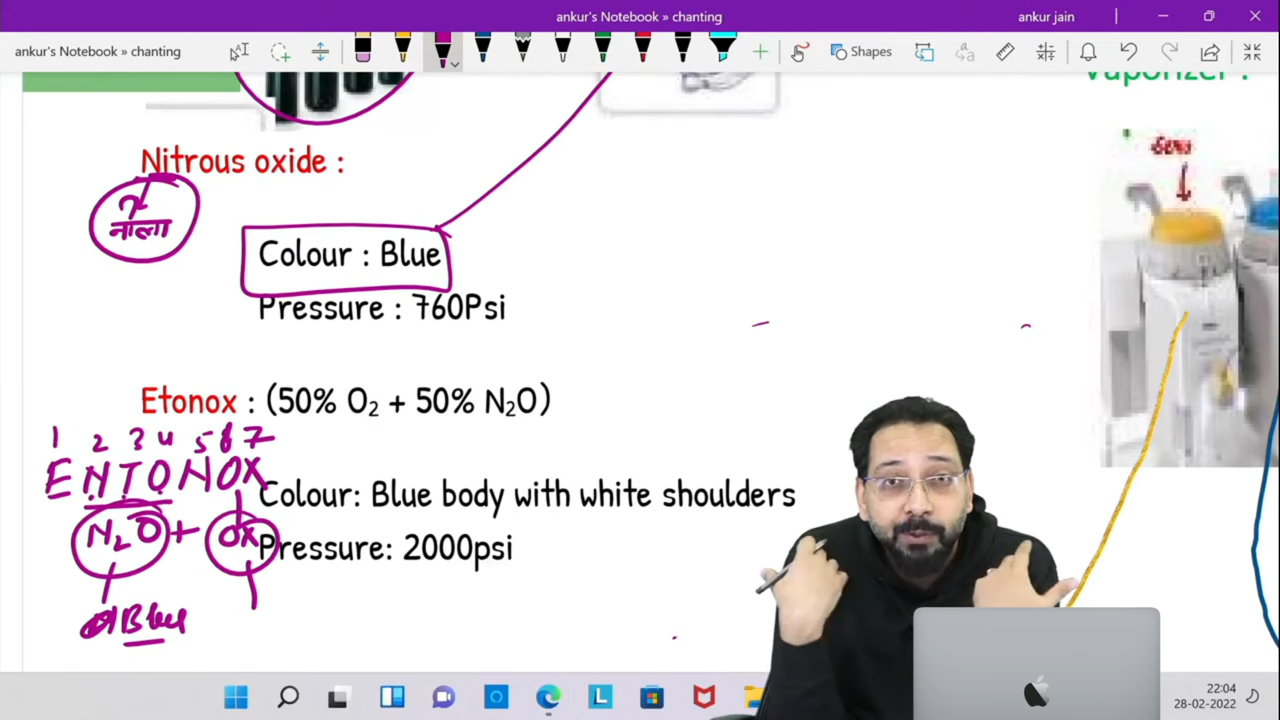 ankur's Notebook » chanting
ankur jain
ankur's Notebook » chanting
Shapes
Vaporizer :
Nitrous oxide :
नाला
Colour : Blue
Pressure : 760Psi
Etonox : (50% O₂ + 50% N₂O)
1 2 3 4 5 6 7
ENTONOX
Colour: Blue body with white shoulders
N₂O + Ox
Pressure: 2000psi
Blue
22:04
28-02-2022